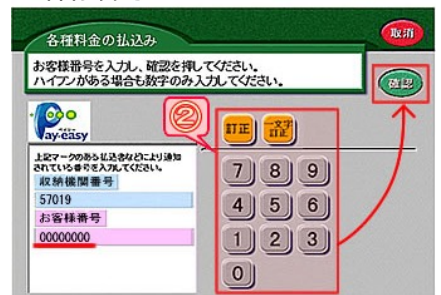 各種料金の払込み
取消
お客様番号を入力し、確認を押してください。
ハイフンがある場合も数字のみ入力してください。
確認
Pay-easy
ペイジー
②
訂正
一文字訂正
上記マークのある払込書などにより通知
されている番号を入力してください。
収納機関番号
57019
お客様番号
00000000
7 8 9
4 5 6
1 2 3
0